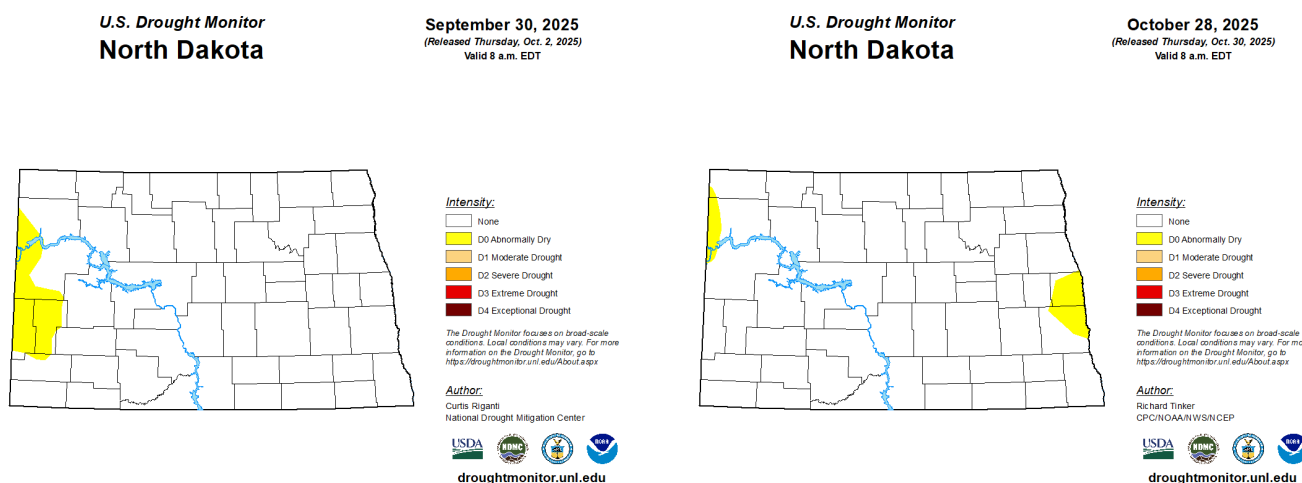 U.S. Drought Monitor
North Dakota
September 30, 2025
(Released Thursday, Oct. 2, 2025)
Valid 8 a.m. EDT
Intensity:
None
D0 Abnormally Dry
D1 Moderate Drought
D2 Severe Drought
D3 Extreme Drought
D4 Exceptional Drought
The Drought Monitor focuses on broad-scale
conditions. Local conditions may vary. For more
information on the Drought Monitor, go to
https://droughtmonitor.unl.edu/About.aspx
Author:
Curtis Riganti
National Drought Mitigation Center
USDA
NDMC
NOAA
droughtmonitor.unl.edu
U.S. Drought Monitor
North Dakota
October 28, 2025
(Released Thursday, Oct. 30, 2025)
Valid 8 a.m. EDT
Intensity:
None
D0 Abnormally Dry
D1 Moderate Drought
D2 Severe Drought
D3 Extreme Drought
D4 Exceptional Drought
The Drought Monitor focuses on broad-scale
conditions. Local conditions may vary. For mo
information on the Drought Monitor, go to
https://droughtmonitor.unl.edu/About.aspx
Author:
Richard Tinker
CPC/NOAA/NWS/NCEP
USDA
NDMC
NOAA
droughtmonitor.unl.edu